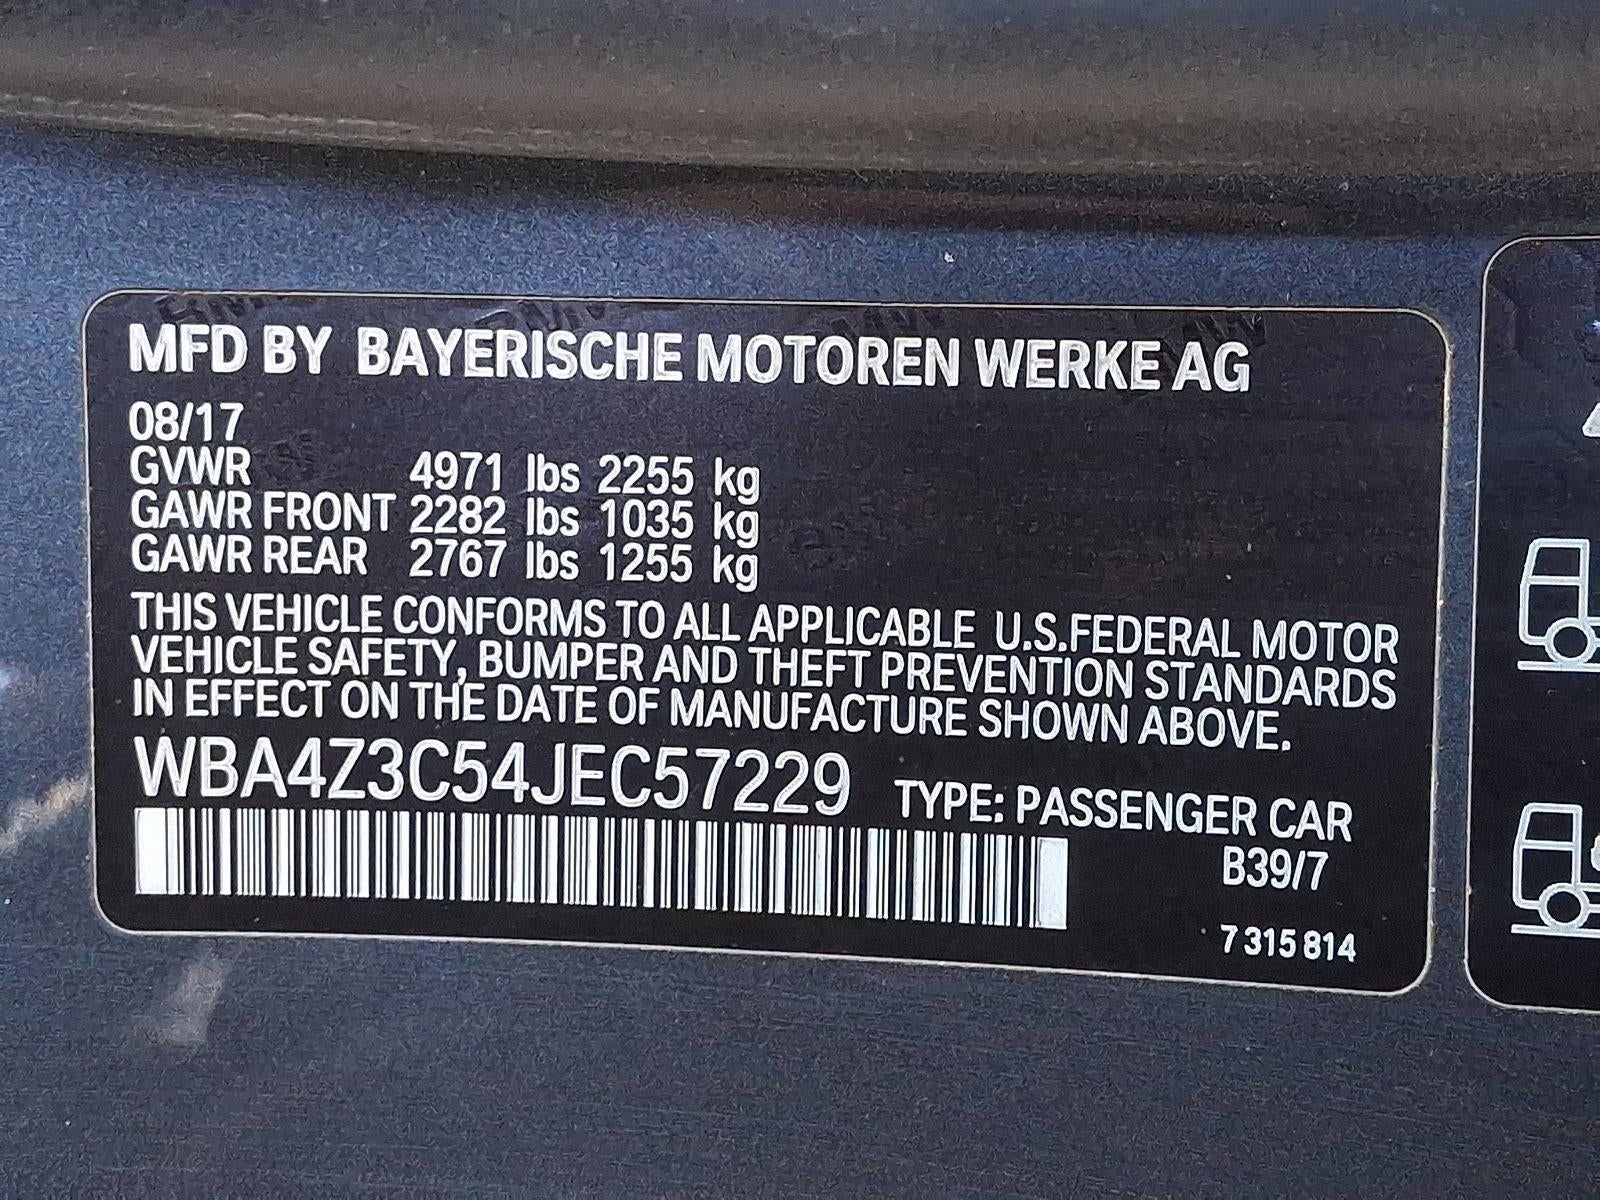 MFD BY BAYERISCHE MOTOREN WERKE AG
08/17
GVWR 4971 lbs 2255 kg
GAWR FRONT 2282 lbs 1035 kg
GAWR REAR 2767 lbs 1255 kg
THIS VEHICLE CONFORMS TO ALL APPLICABLE U.S.FEDERAL MOTOR
VEHICLE SAFETY, BUMPER AND THEFT PREVENTION STANDARDS
IN EFFECT ON THE DATE OF MANUFACTURE SHOWN ABOVE.
WBA4Z3C54JEC57229 TYPE: PASSENGER CAR
B39/7
7 315 814